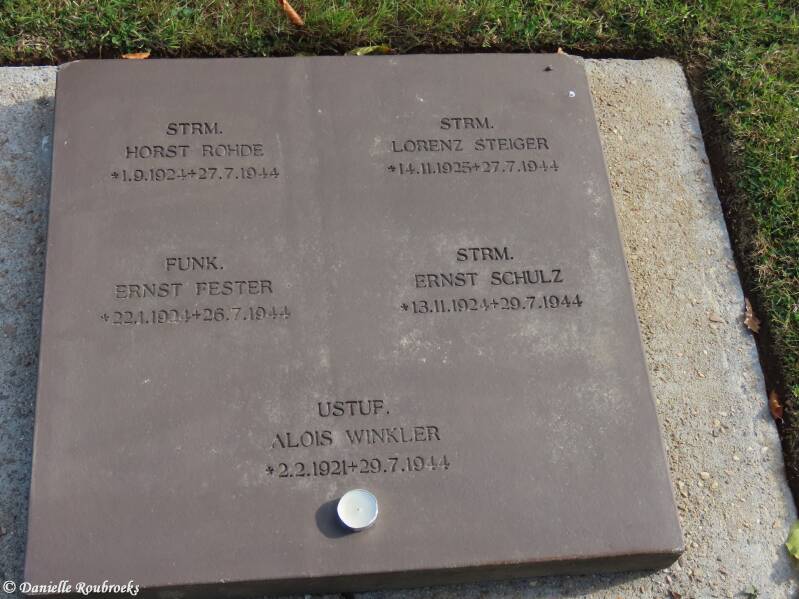 STRM.
HORST ROHDE
*1.9.1924+27.7.1944
STRM.
LORENZ STEIGER
*14.11.1925+27.7.1944
FUNK.
ERNST FESTER
*22.1.1924+26.7.1944
STRM.
ERNST SCHULZ
*13.11.1924+29.7.1944
USTUF.
ALOIS WINKLER
*2.2.1921+29.7.1944
© Danielle Roubroeks